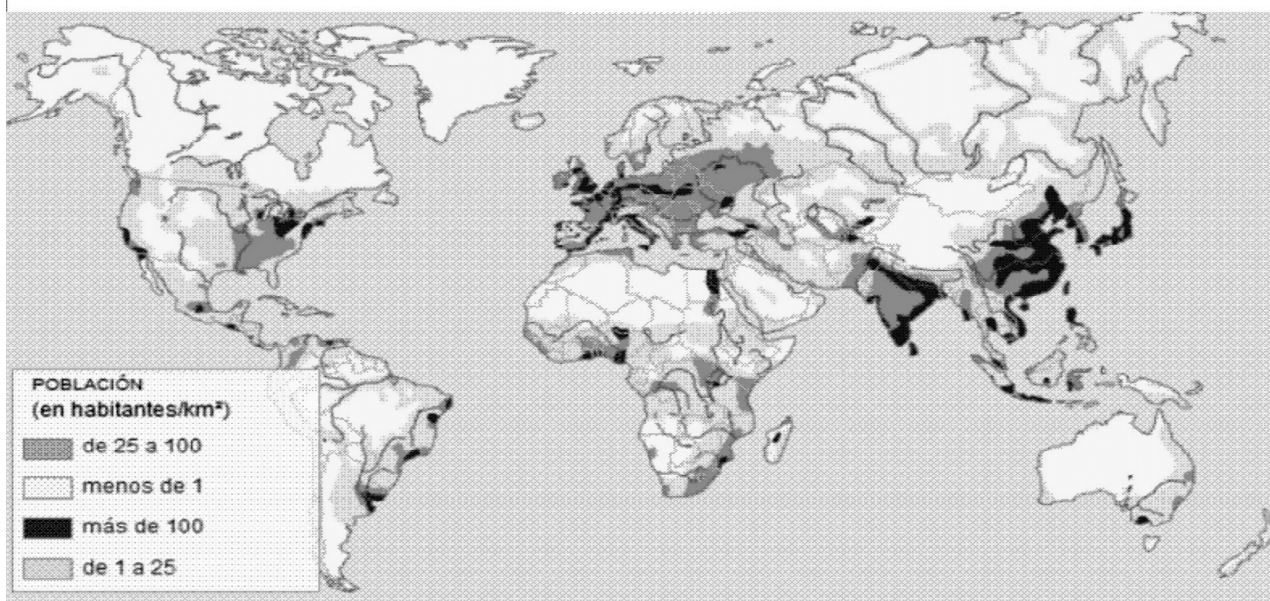 POBLACIÓN
(en habitantes/km²)
de 25 a 100
menos de 1
más de 100
de 1 a 25